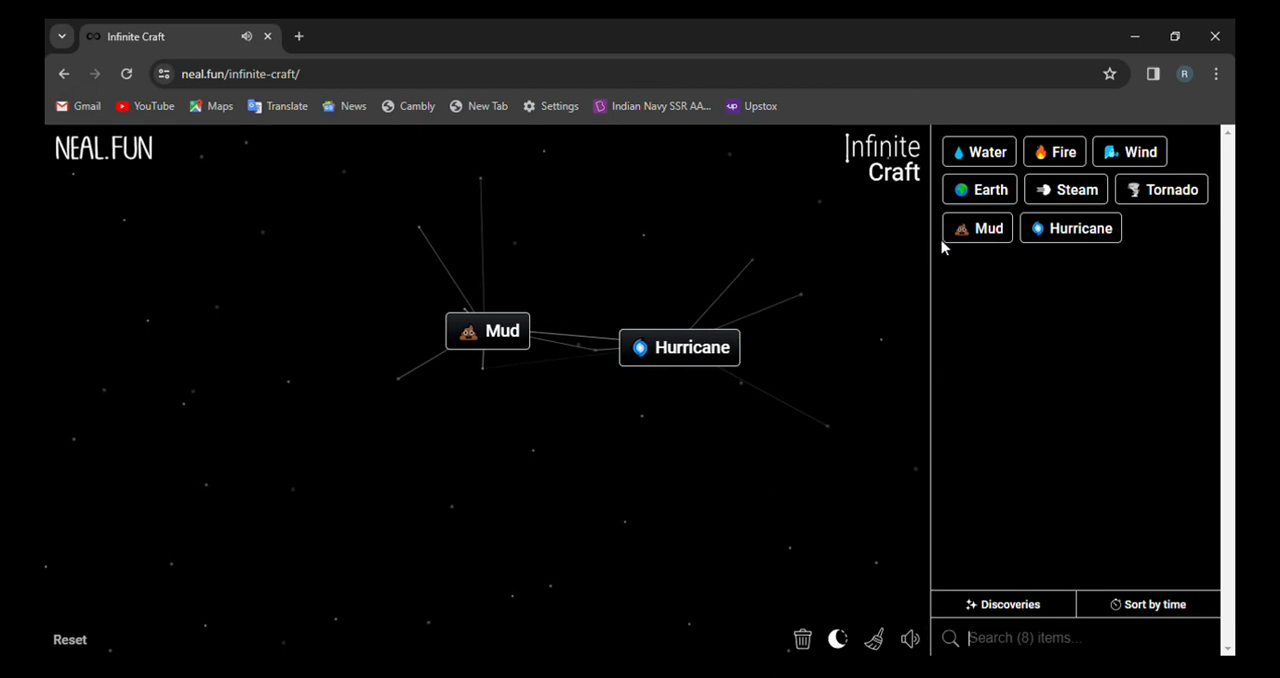 Infinite Craft
neal.fun/infinite-craft/
R
Gmail YouTube Maps Translate News Cambly New Tab Settings Indian Navy SSR AA... Upstox
NEAL.FUN
Infinite
Craft
Water Fire Wind
Earth Steam Tornado
Mud Hurricane
Mud
Hurricane
Discoveries Sort by time
Reset
Search (8) items...